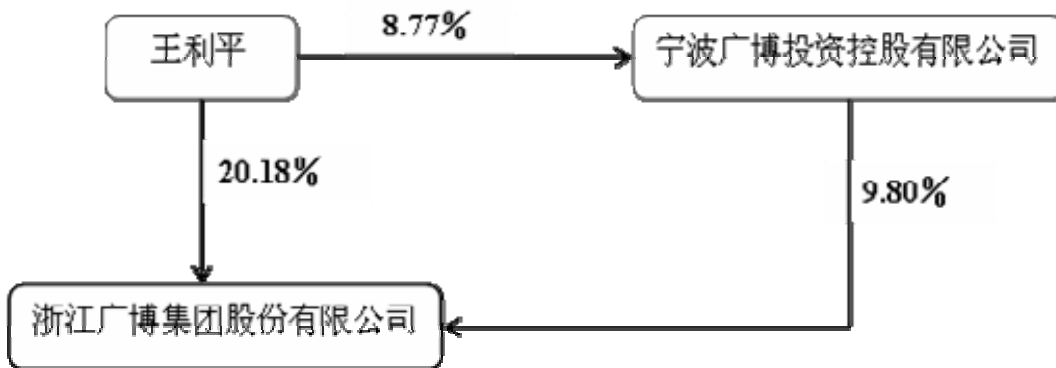 王利平
8.77%
宁波广博投资控股有限公司
20.18%
9.80%
浙江广博集团股份有限公司